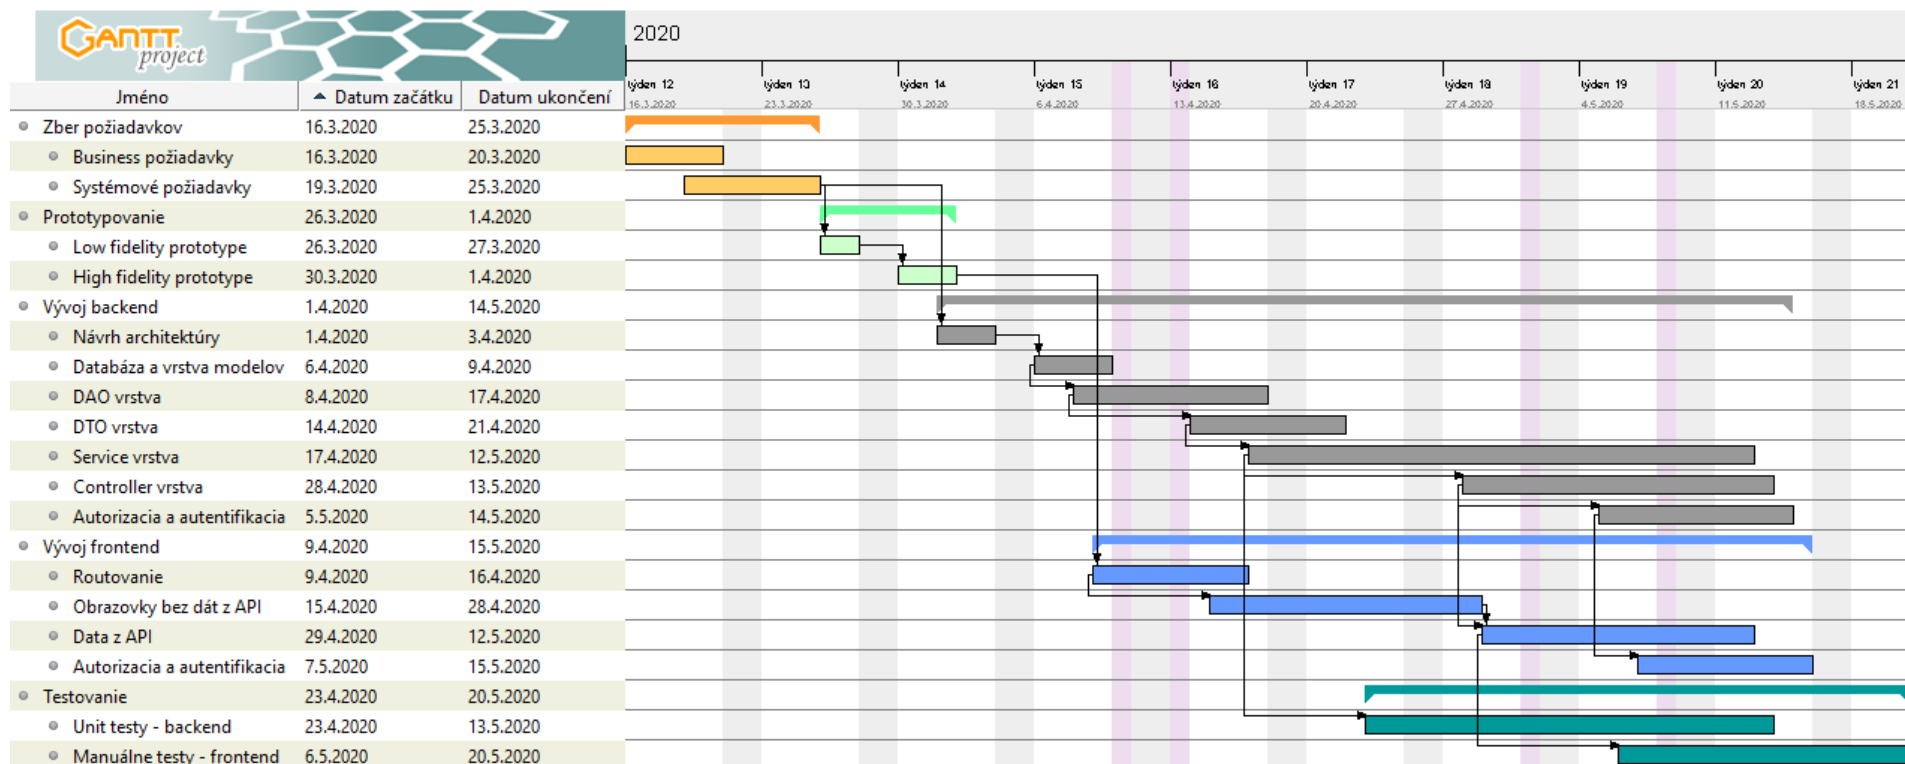 GANTT
project
2020
týden 12 týden 13 týden 14 týden 15 týden 16 týden 17 týden 18 týden 19 týden 20 týden 21
Jméno Datum začátku Datum ukončení
16.3.2020 23.3.2020 30.3.2020 6.4.2020 13.4.2020 20.4.2020 27.4.2020 4.5.2020 11.5.2020 18.5.2020
Zber požiadavkov 16.3.2020 25.3.2020
Business požiadavky 16.3.2020 20.3.2020
Systémové požiadavky 19.3.2020 25.3.2020
Prototypovanie 26.3.2020 1.4.2020
Low fidelity prototype 26.3.2020 27.3.2020
High fidelity prototype 30.3.2020 1.4.2020
Vývoj backend 1.4.2020 14.5.2020
Návrh architektúry 1.4.2020 3.4.2020
Databáza a vrstva modelov 6.4.2020 9.4.2020
DAO vrstva 8.4.2020 17.4.2020
DTO vrstva 14.4.2020 21.4.2020
Service vrstva 17.4.2020 12.5.2020
Controller vrstva 28.4.2020 13.5.2020
Autorizacia a autentifikacia 5.5.2020 14.5.2020
Vývoj frontend 9.4.2020 15.5.2020
Routovanie 9.4.2020 16.4.2020
Obrazovky bez dát z API 15.4.2020 28.4.2020
Data z API 29.4.2020 12.5.2020
Autorizacia a autentifikacia 7.5.2020 15.5.2020
Testovanie 23.4.2020 20.5.2020
Unit testy - backend 23.4.2020 13.5.2020
Manuálne testy - frontend 6.5.2020 20.5.2020